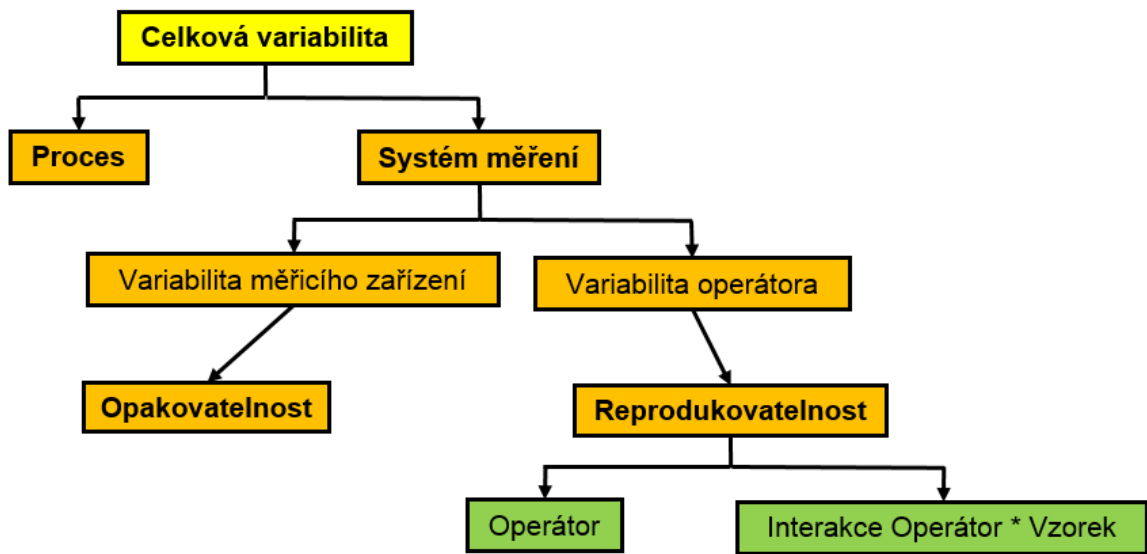 Celková variabilita
Proces
Systém měření
Variabilita měřicího zařízení
Variabilita operátora
Opakovatelnost
Reprodukovatelnost
Operátor
Interakce Operátor * Vzorek